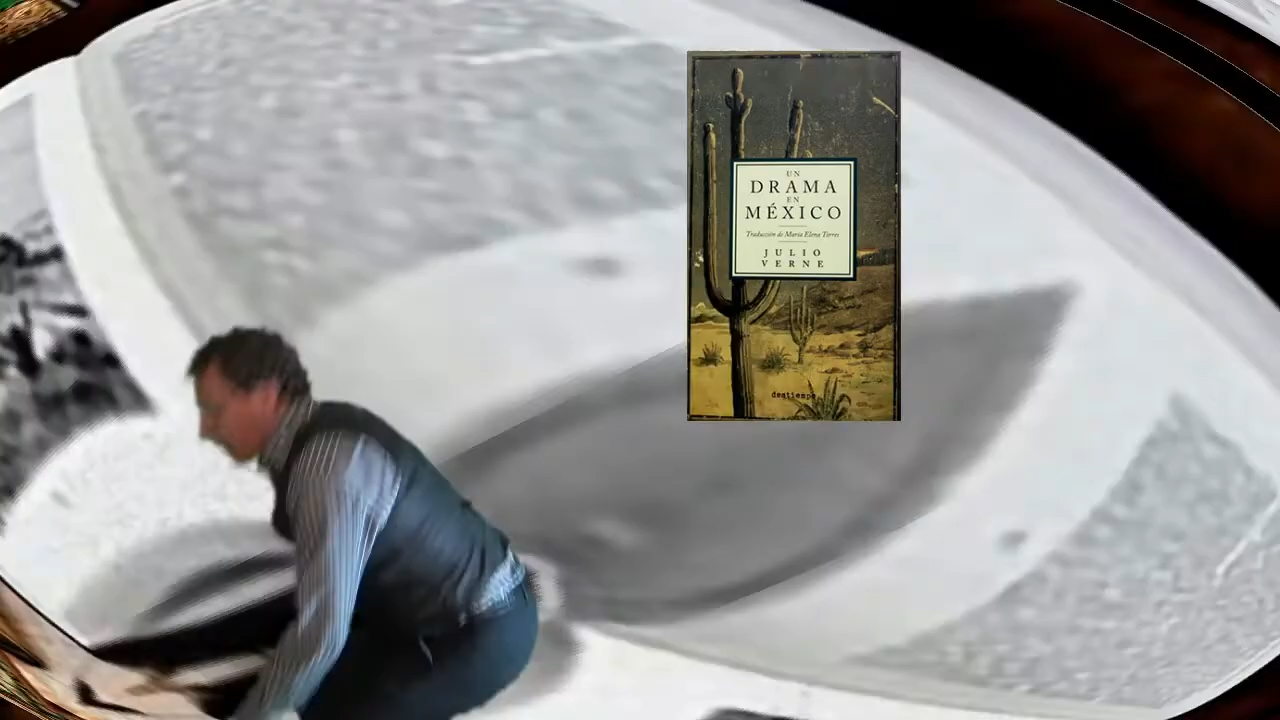 UN
DRAMA
EN
MÉXICO
Traducción de María Elena Torres
JULIO
VERNE
destiempo